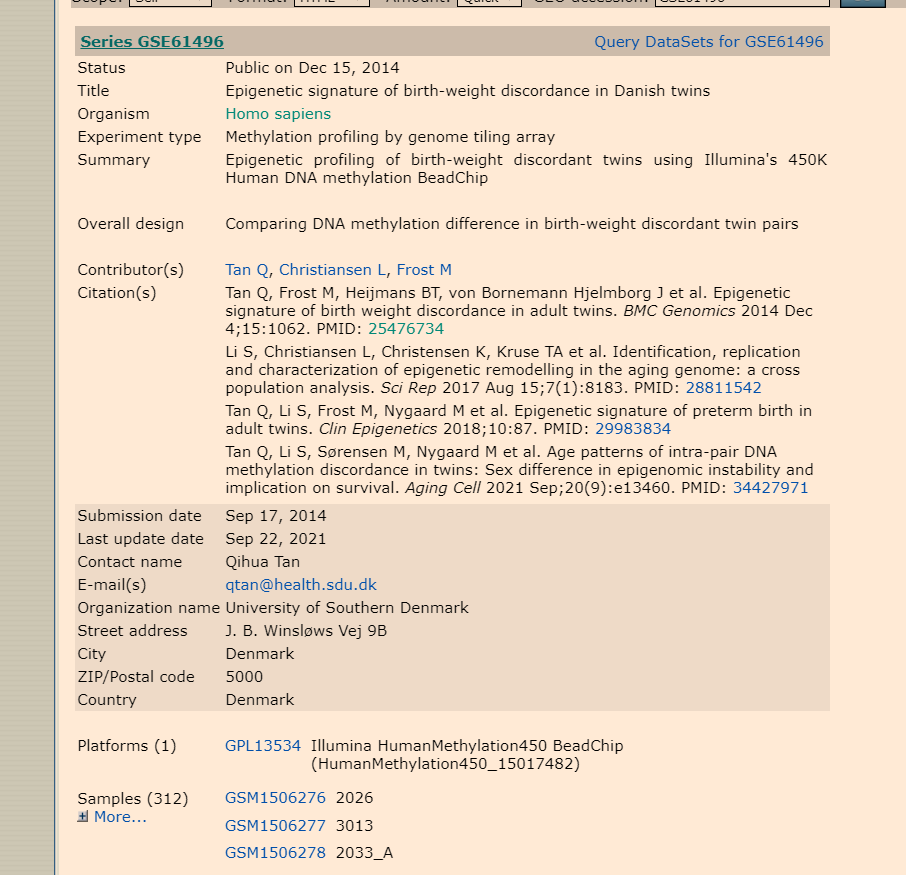 Series GSE61496 Query DataSets for GSE61496
Status Public on Dec 15, 2014
Title Epigenetic signature of birth-weight discordance in Danish twins
Organism Homo sapiens
Experiment type Methylation profiling by genome tiling array
Summary Epigenetic profiling of birth-weight discordant twins using Illumina's 450K
Human DNA methylation BeadChip
Overall design Comparing DNA methylation difference in birth-weight discordant twin pairs
Contributor(s) Tan Q, Christiansen L, Frost M
Citation(s) Tan Q, Frost M, Heijmans BT, von Bornemann Hjelmborg J et al. Epigenetic
signature of birth weight discordance in adult twins. BMC Genomics 2014 Dec
4;15:1062. PMID: 25476734
Li S, Christiansen L, Christensen K, Kruse TA et al. Identification, replication
and characterization of epigenetic remodelling in the aging genome: a cross
population analysis. Sci Rep 2017 Aug 15;7(1):8183. PMID: 28811542
Tan Q, Li S, Frost M, Nygaard M et al. Epigenetic signature of preterm birth in
adult twins. Clin Epigenetics 2018;10:87. PMID: 29983834
Tan Q, Li S, Sørensen M, Nygaard M et al. Age patterns of intra-pair DNA
methylation discordance in twins: Sex difference in epigenomic instability and
implication on survival. Aging Cell 2021 Sep;20(9):e13460. PMID: 34427971
Submission date Sep 17, 2014
Last update date Sep 22, 2021
Contact name Qihua Tan
E-mail(s) qtan@health.sdu.dk
Organization name University of Southern Denmark
Street address J. B. Winsløws Vej 9B
City Denmark
ZIP/Postal code 5000
Country Denmark
Platforms (1) GPL13534 Illumina HumanMethylation450 BeadChip
(HumanMethylation450_15017482)
Samples (312) GSM1506276 2026
More...
GSM1506277 3013
GSM1506278 2033_A